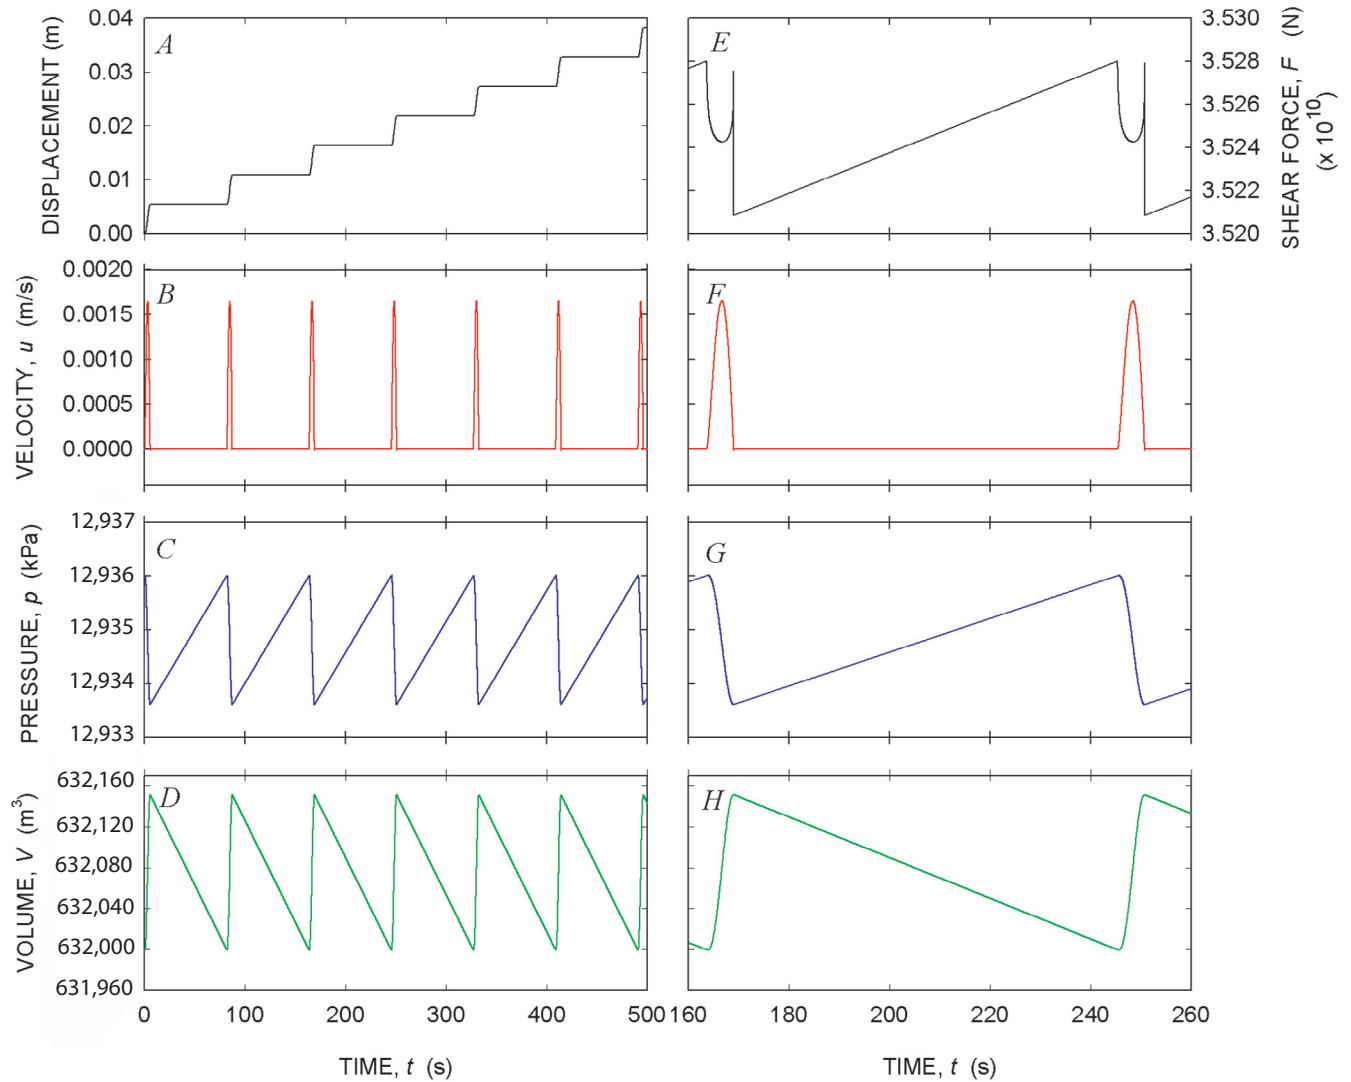 DISPLACEMENT (m)
0.04
0.03
0.02
0.01
0.00
A
E
3.530
3.528
3.526
3.524
3.522
3.520
SHEAR FORCE, F (N)
(x 10^10)
VELOCITY, u (m/s)
0.0020
0.0015
0.0010
0.0005
0.0000
B
F
PRESSURE, p (kPa)
12,937
12,936
12,935
12,934
12,933
C
G
VOLUME, V (m³)
632,160
632,120
632,080
632,040
632,000
631,960
D
H
0 100 200 300 400 500
160 180 200 220 240 260
TIME, t (s)
TIME, t (s)